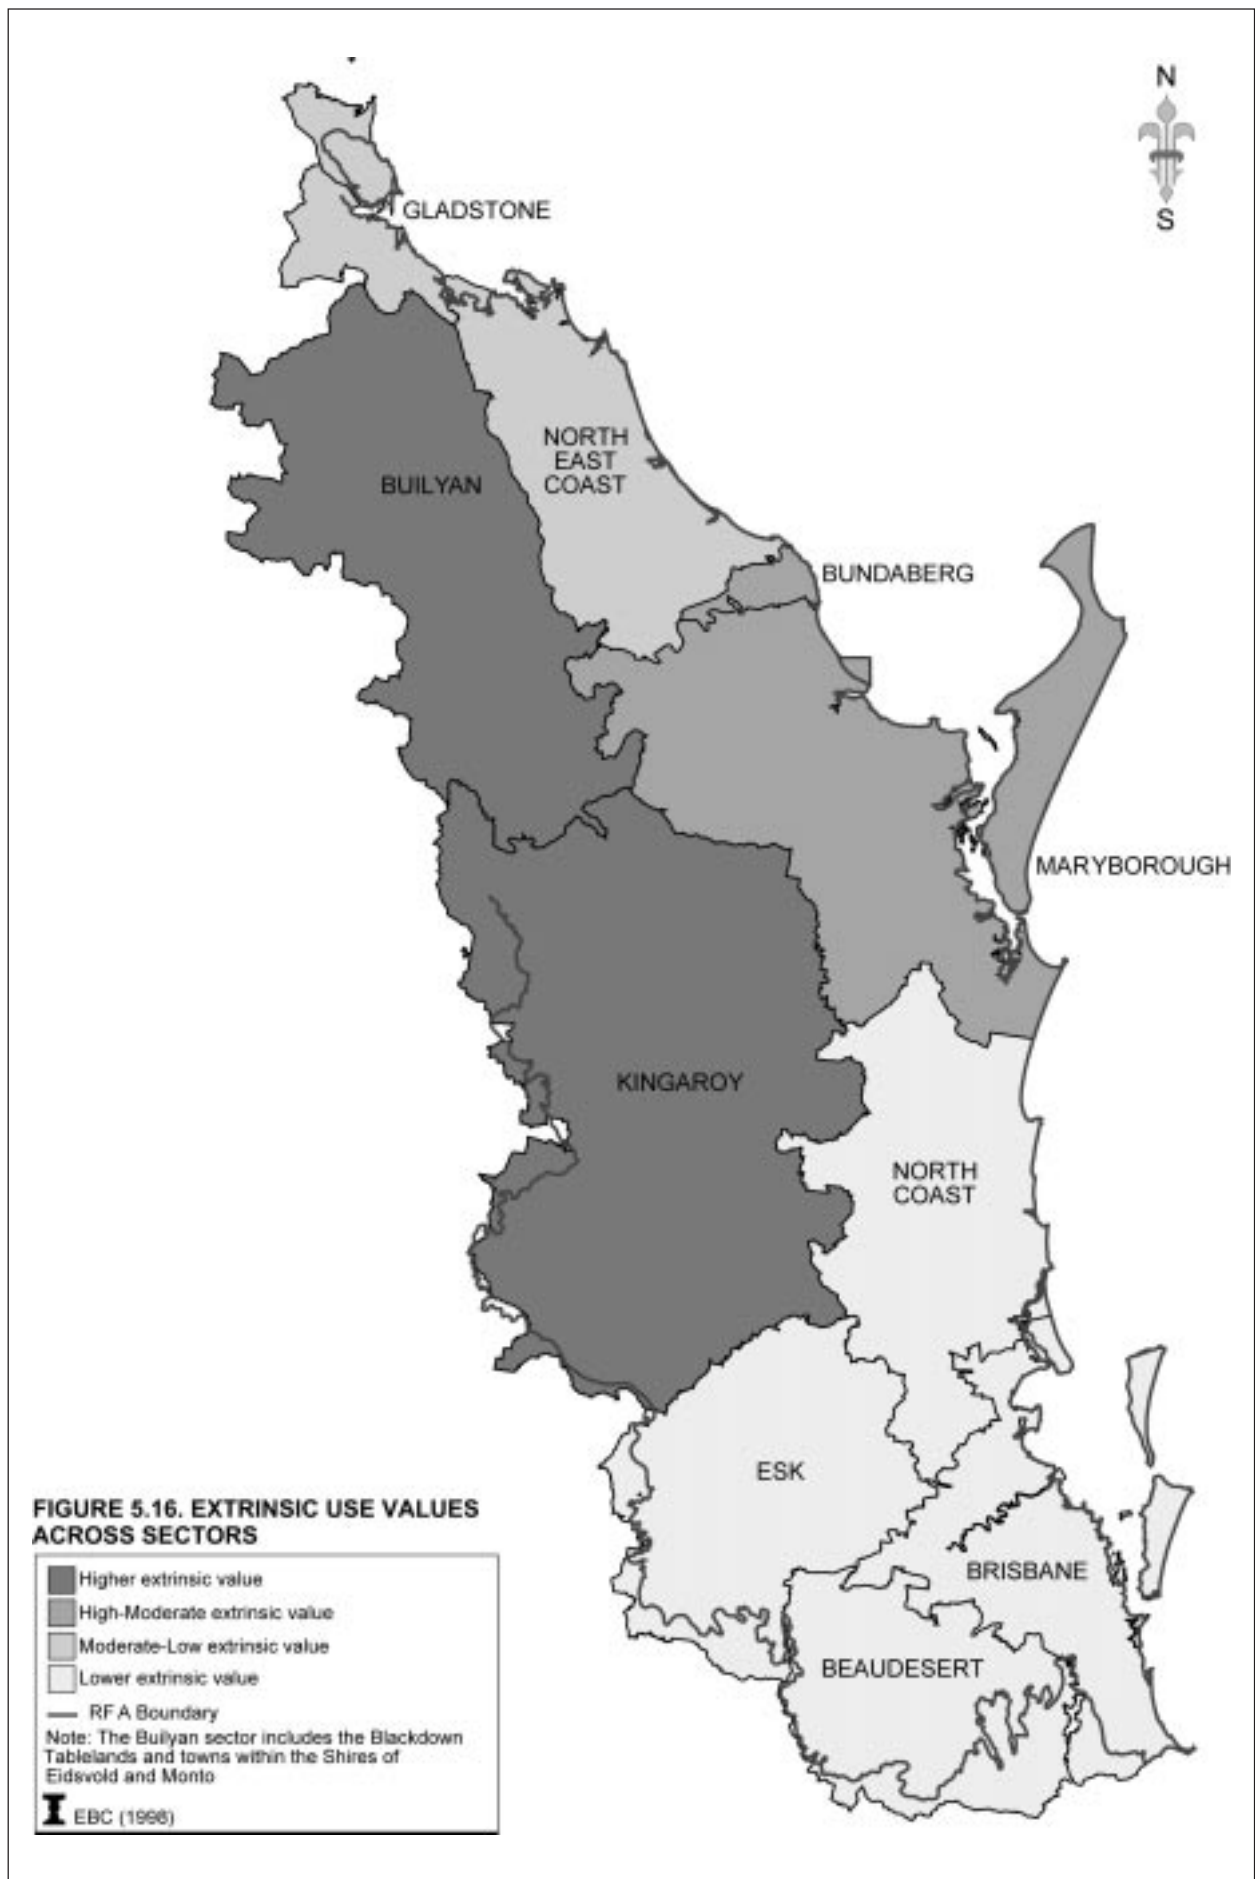 N
S
GLADSTONE
NORTH
EAST
COAST
BUILYAN
BUNDABERG
MARYBOROUGH
KINGAROY
NORTH
COAST
ESK
BRISBANE
BEAUDESERT
FIGURE 5.16. EXTRINSIC USE VALUES
ACROSS SECTORS
Higher extrinsic value
High-Moderate extrinsic value
Moderate-Low extrinsic value
Lower extrinsic value
RFA Boundary
Note: The Builyan sector includes the Blackdown
Tablelands and towns within the Shires of
Eidsvold and Monto
EBC (1998)